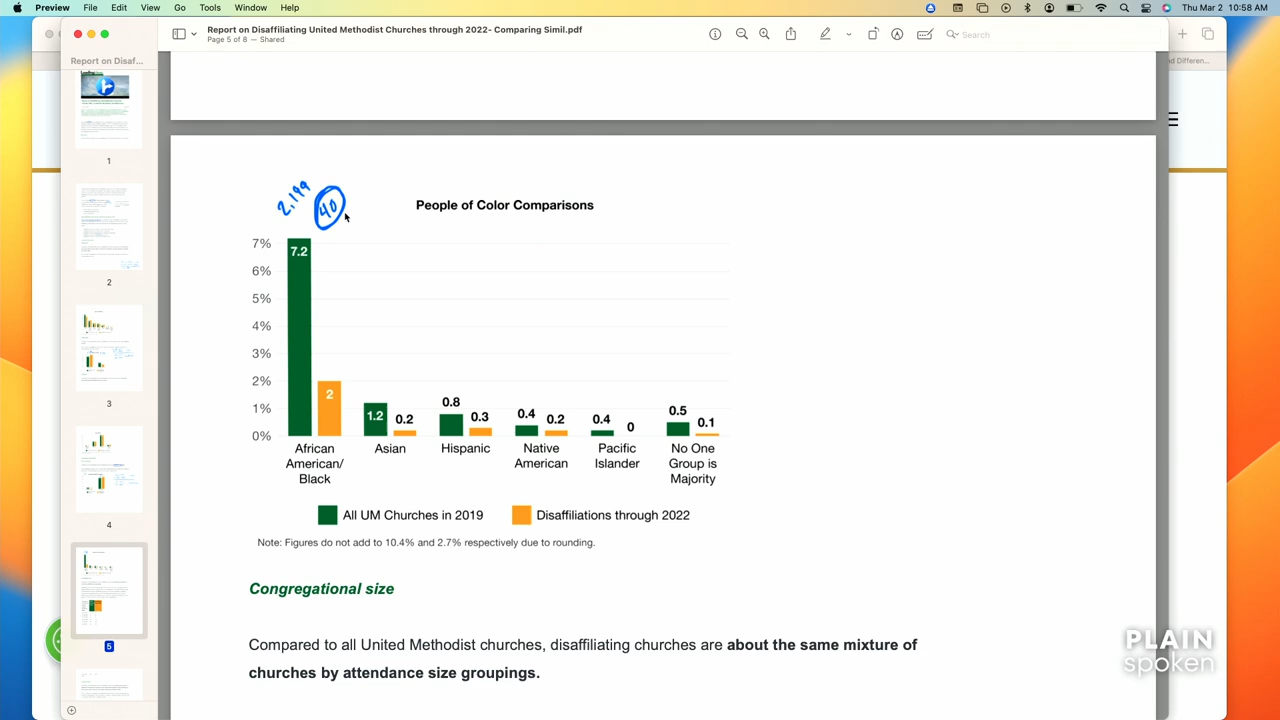 Preview File Edit View Go Tools Window Help Thu Mar 2 10:58 AM
Report on Disaffiliating United Methodist Churches through 2022- Comparing Simil.pdf
Page 5 of 8 — Shared
Search
Report on Disaf...
nd Differen...
1
2
3
4
5
2,199 40
People of Color Comparisons
7%
6%
5%
4%
3%
2%
1%
0%
7.2
2
1.2
0.2
0.8
0.3
0.4
0.2
0.4
0
0.5
0.1
African
American/
Black
Asian
Hispanic
Native
American
Pacific
Islander
No One
Group is
Majority
All UM Churches in 2019
Disaffiliations through 2022
Note: Figures do not add to 10.4% and 2.7% respectively due to rounding.
Congregational size
Compared to all United Methodist churches, disaffiliating churches are about the same mixture of
churches by attendance size groupings.
PLAIN
spoken